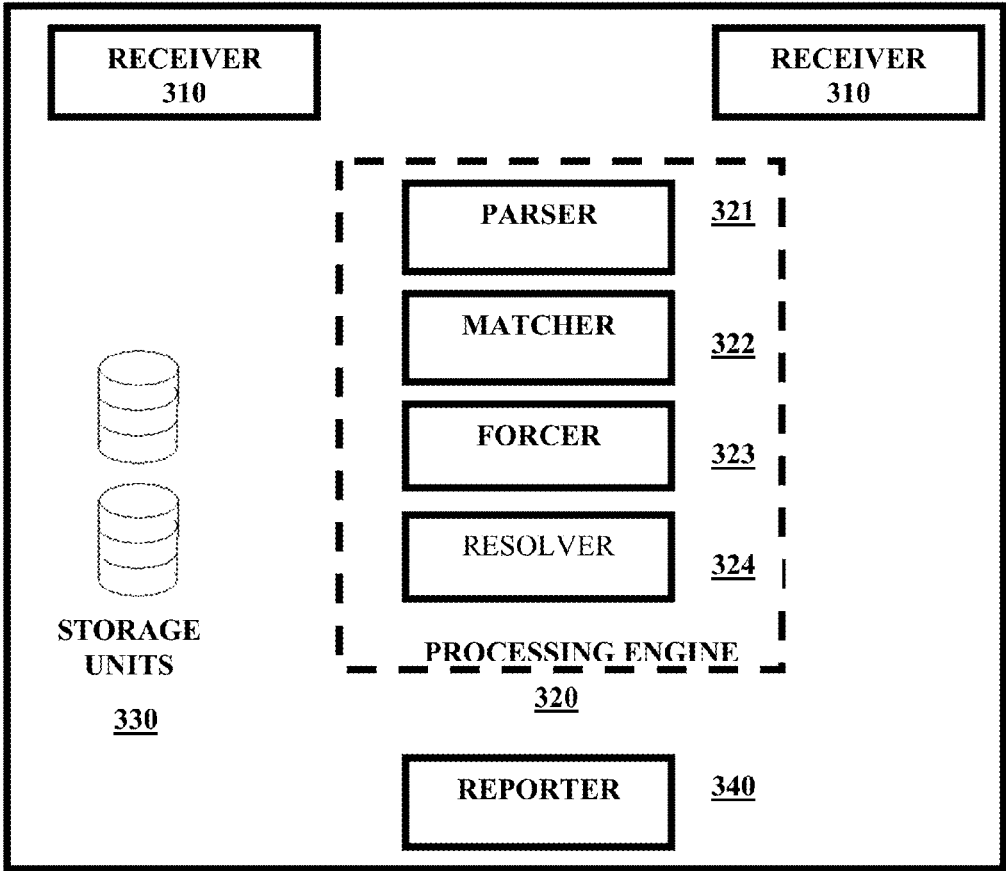 RECEIVER
310
RECEIVER
310
PARSER
321
MATCHER
322
FORCER
323
RESOLVER
324
PROCESSING ENGINE
320
STORAGE
UNITS
330
REPORTER
340